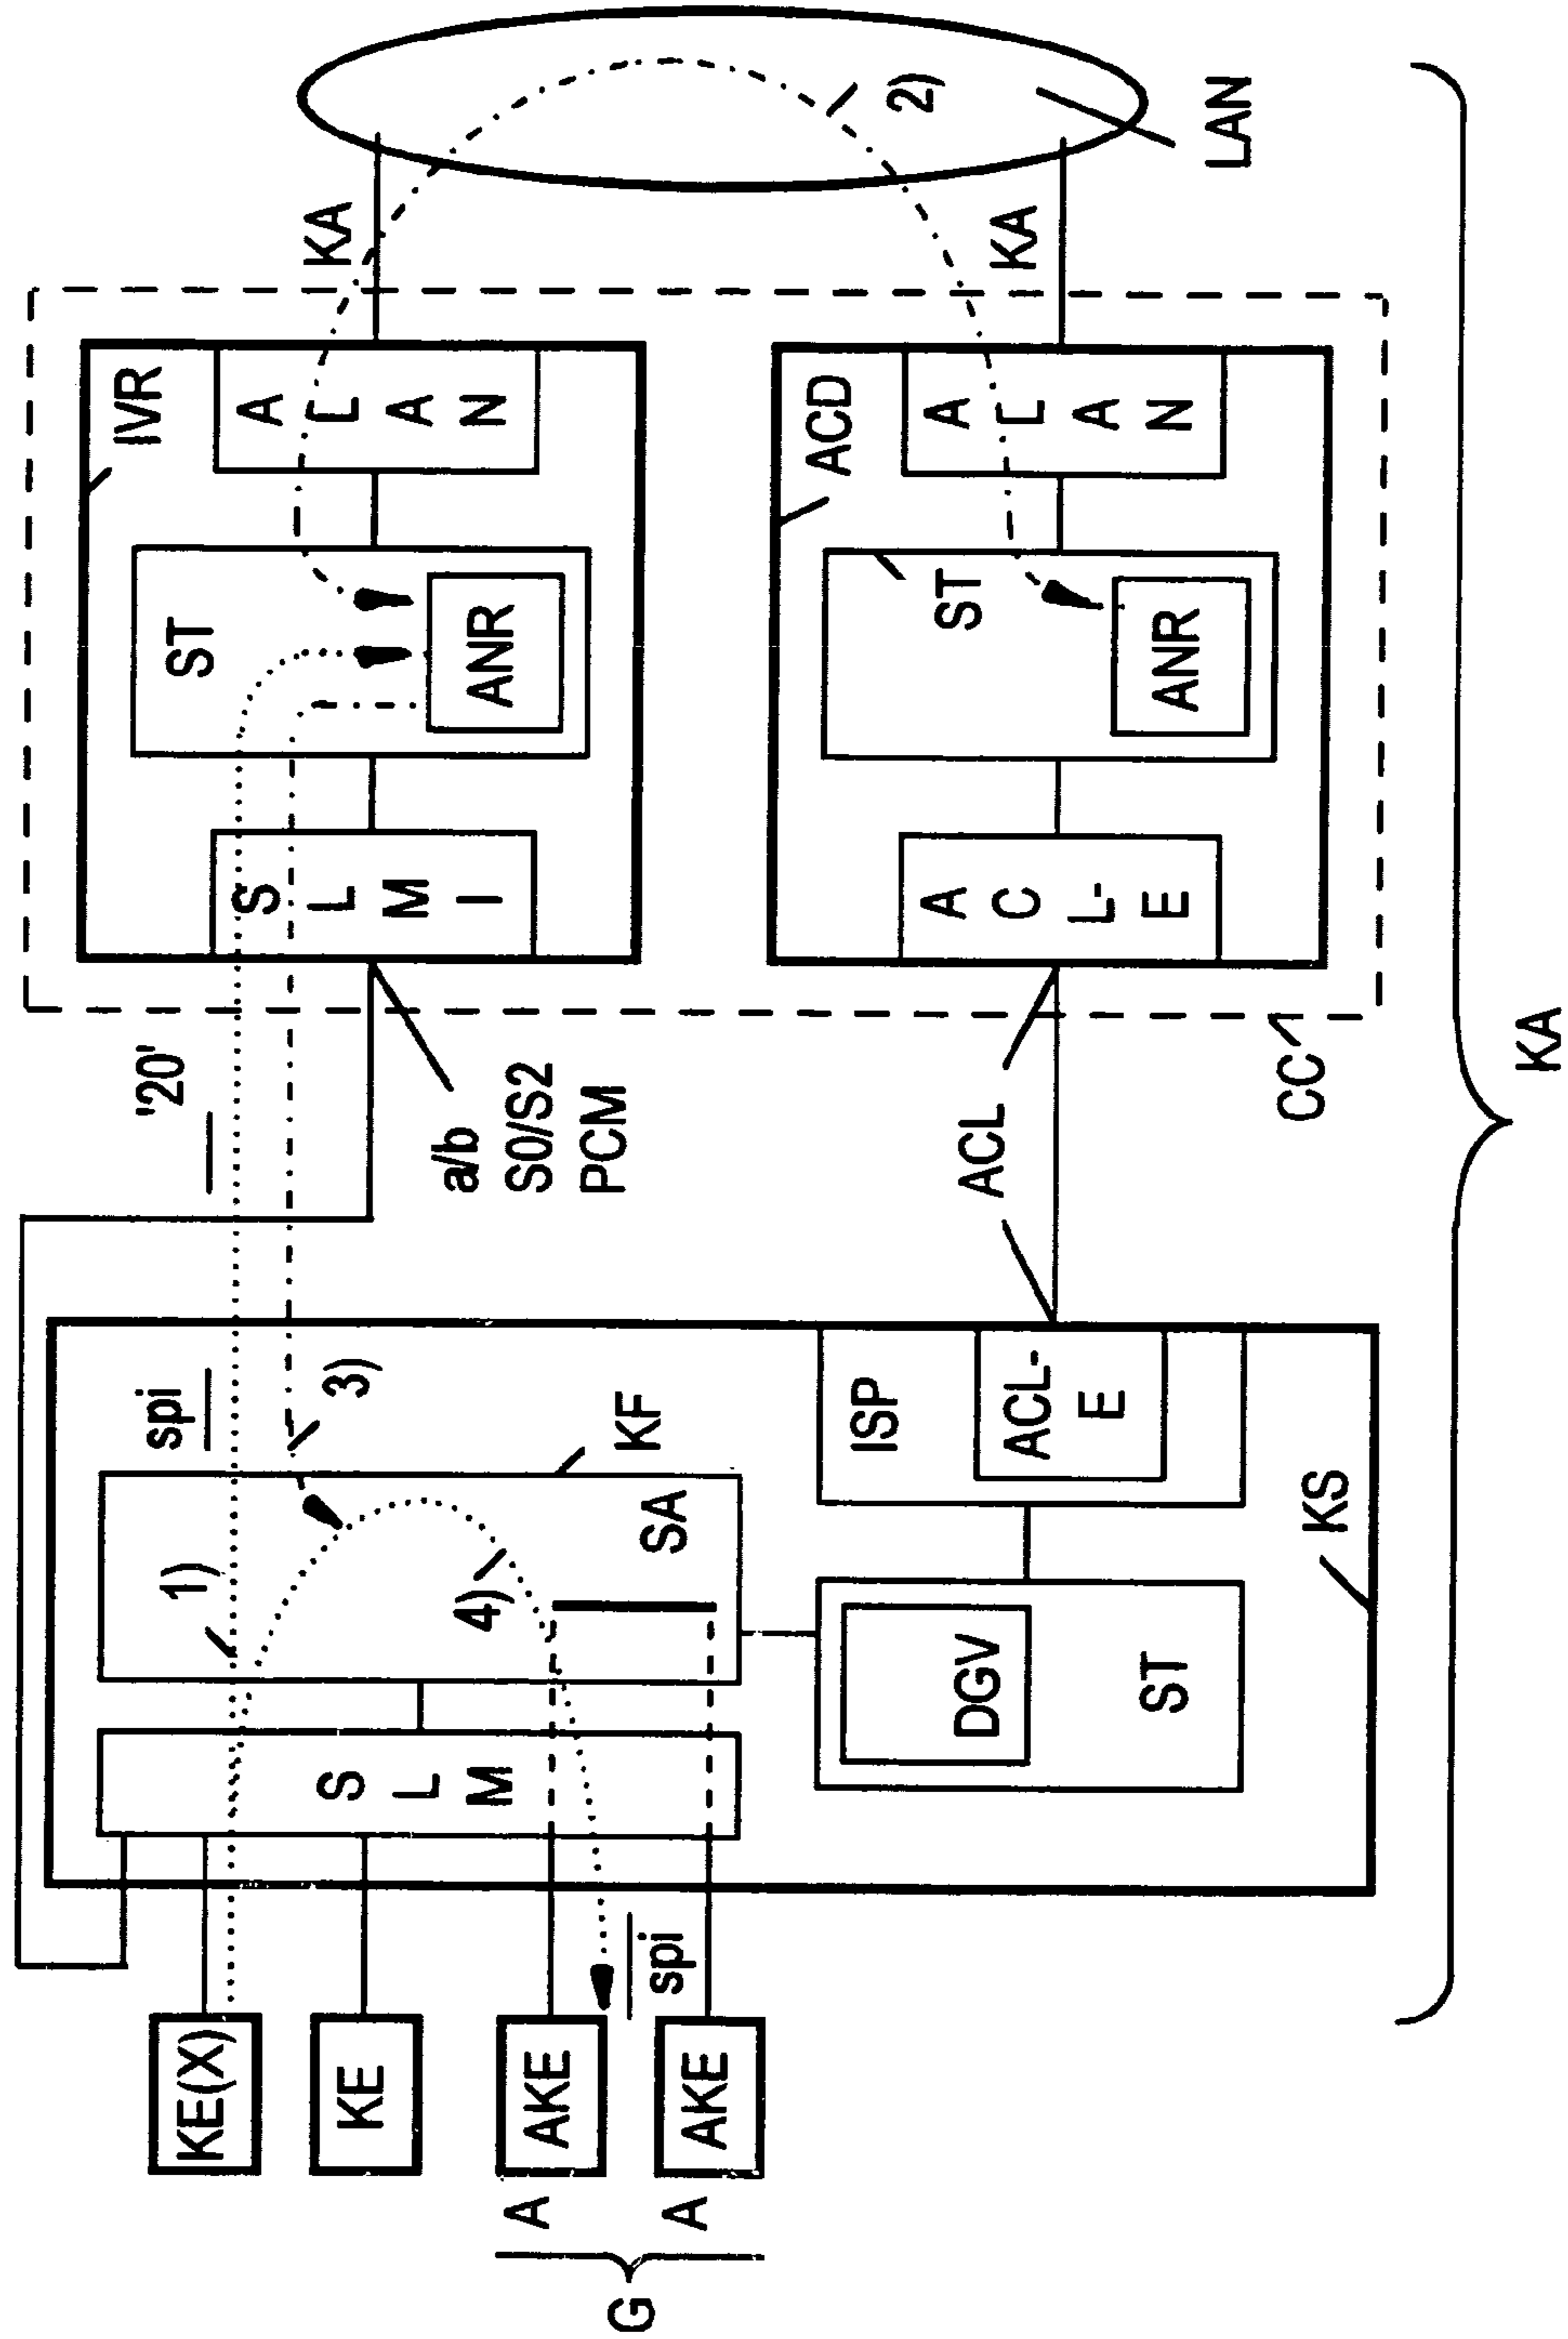 KE(X)
KE
A AKE
A AKE
G
S
L
M
1)
4)
SA
KF
3)
spi
spi
'20'
DGV
ST
ISP
ACL-
E
KS
a/b
S0/S2
PCM
ACL
CC
S
L
M
I
ST
ANR
IVR
A
L
A
N
KA
A
C
L-
E
ST
ANR
ACD
A
L
A
N
KA
2)
LAN
KA